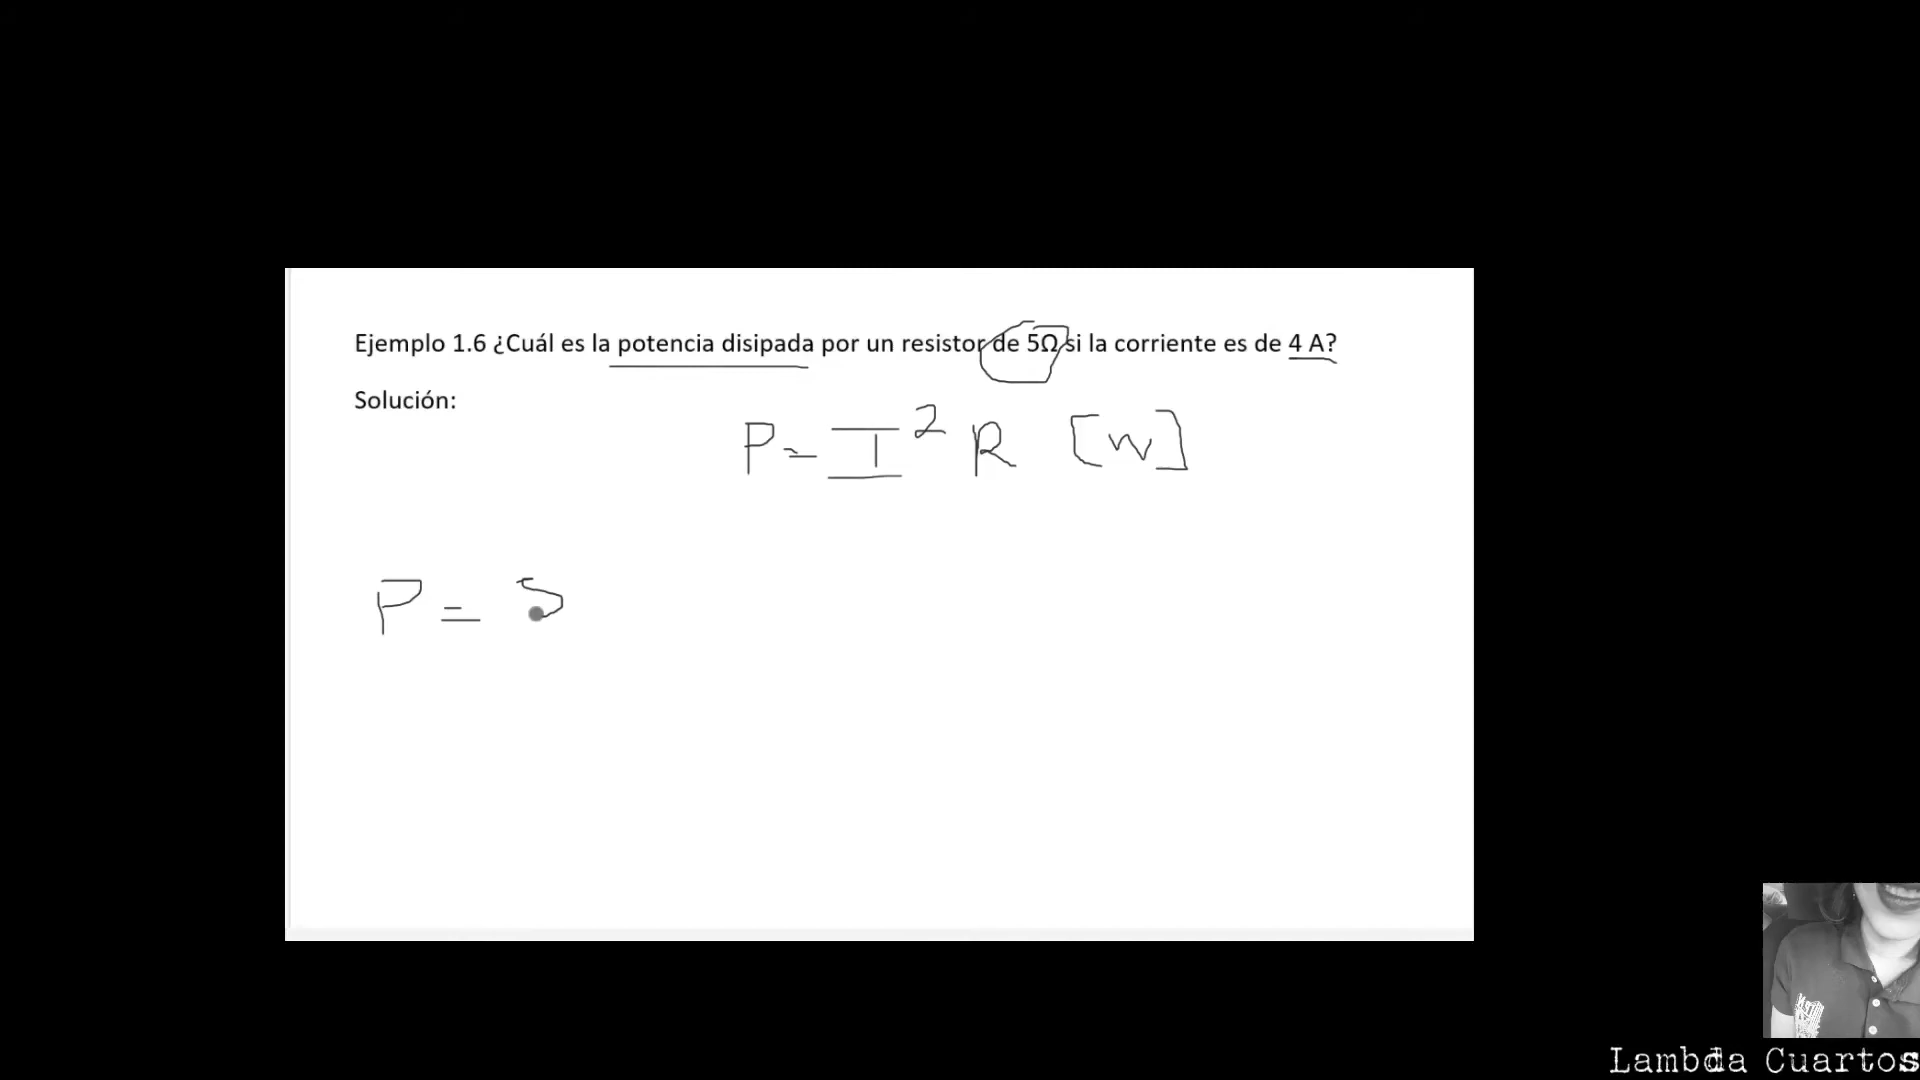 Ejemplo 1.6 ¿Cuál es la potencia disipada por un resistor de 5Ω si la corriente es de 4 A?
Solución:
P = I² R [W]
P = 5
Lambda Cuartos